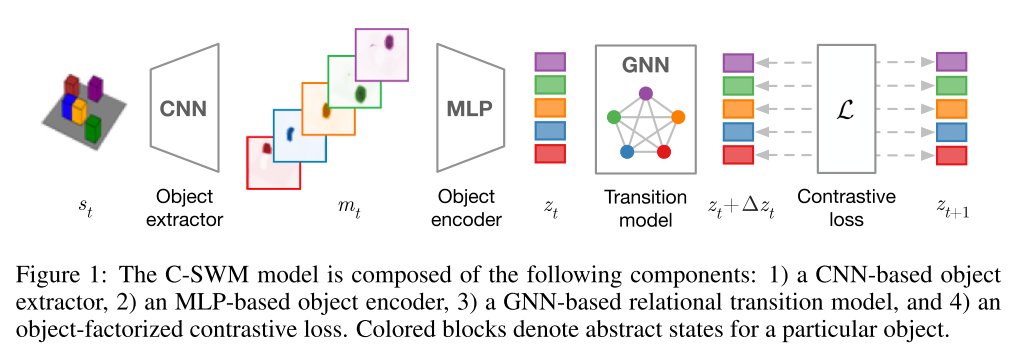 CNN
MLP
GNN
ℒ
Object
extractor
Object
encoder
Transition
model
Contrastive
loss
s_t
m_t
z_t
z_t + Δz_t
z_{t+1}
Figure 1: The C-SWM model is composed of the following components: 1) a CNN-based object
extractor, 2) an MLP-based object encoder, 3) a GNN-based relational transition model, and 4) an
object-factorized contrastive loss. Colored blocks denote abstract states for a particular object.